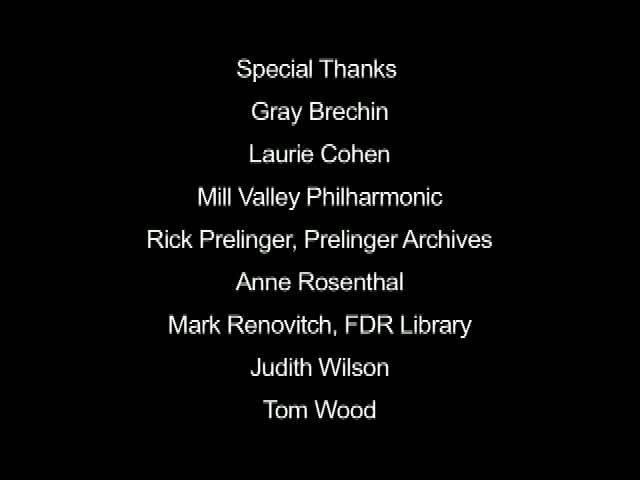 Special Thanks
Gray Brechin
Laurie Cohen
Mill Valley Philharmonic
Rick Prelinger, Prelinger Archives
Anne Rosenthal
Mark Renovitch, FDR Library
Judith Wilson
Tom Wood